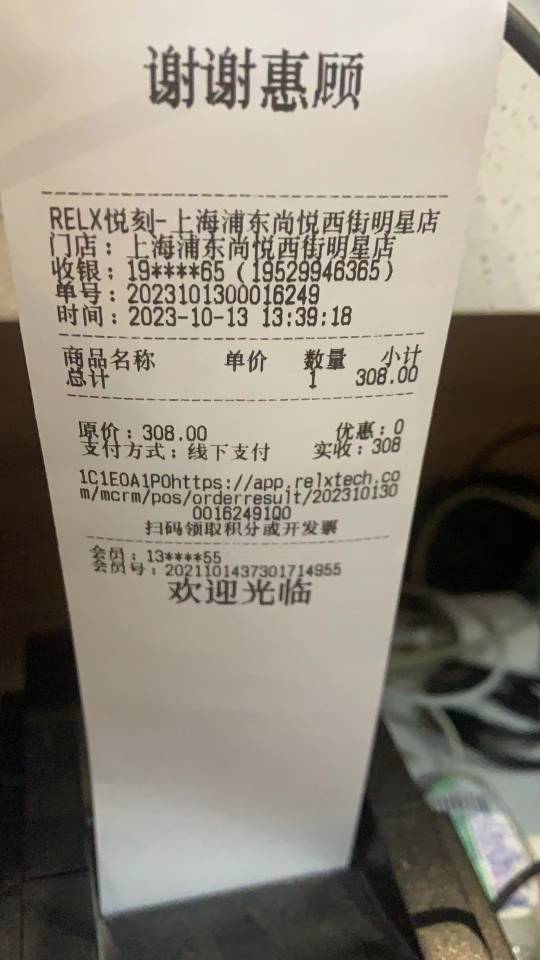 谢谢惠顾
RELX悦刻-上海浦东尚悦西街明星店
门店：上海浦东尚悦西街明星店
收银：19****65（19529946365）
单号：2023101300016249
时间：2023-10-13 13:39:18
商品名称 单价 数量 小计
总计 1 308.00
原价：308.00 优惠：0
支付方式：线下支付 实收：308
1C1E0A1P0https://app.relxtech.co
m/mcrm/pos/orderresult/202310130
0016249100
扫码领取积分或开发票
会员：13****55
会员号：2021101437301714955
欢迎光临